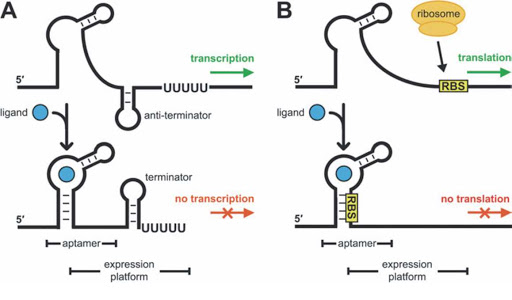 A
transcription
5′
UUUUU
ligand
anti-terminator
terminator
no transcription
5′
UUUUU
aptamer
expression
platform
B
ribosome
translation
5′
RBS
ligand
no translation
RBS
5′
aptamer
expression
platform